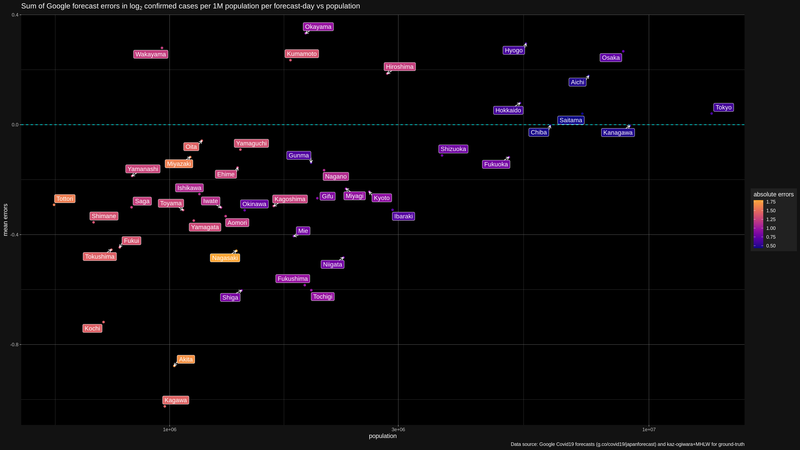 Sum of Google forecast errors in log2 confirmed cases per 1M population per forecast-day vs population
0.4
Okayama
Wakayama
Kumamoto
Hyogo
Osaka
Hiroshima
Aichi
Hokkaido
Tokyo
Saitama
0.0
Chiba
Kanagawa
Oita
Yamaguchi
Shizuoka
Gunma
Miyazaki
Fukuoka
Yamanashi
Ehime
Nagano
Ishikawa
Tottori
Saga
Toyama
Iwate
Okinawa
Kagoshima
Gifu
Miyagi
Kyoto
Shimane
Ibaraki
Aomori
Yamagata
Mie
-0.4
Fukui
Tokushima
Nagasaki
Niigata
Fukushima
Shiga
Tochigi
Kochi
-0.8
Akita
Kagawa
mean errors
1e+06
3e+06
1e+07
population
absolute errors
1.75
1.50
1.25
1.00
0.75
0.50
Data source: Google Covid19 forecasts (g.co/covid19/japanforecast) and kaz-ogiwara+MHLW for ground-truth